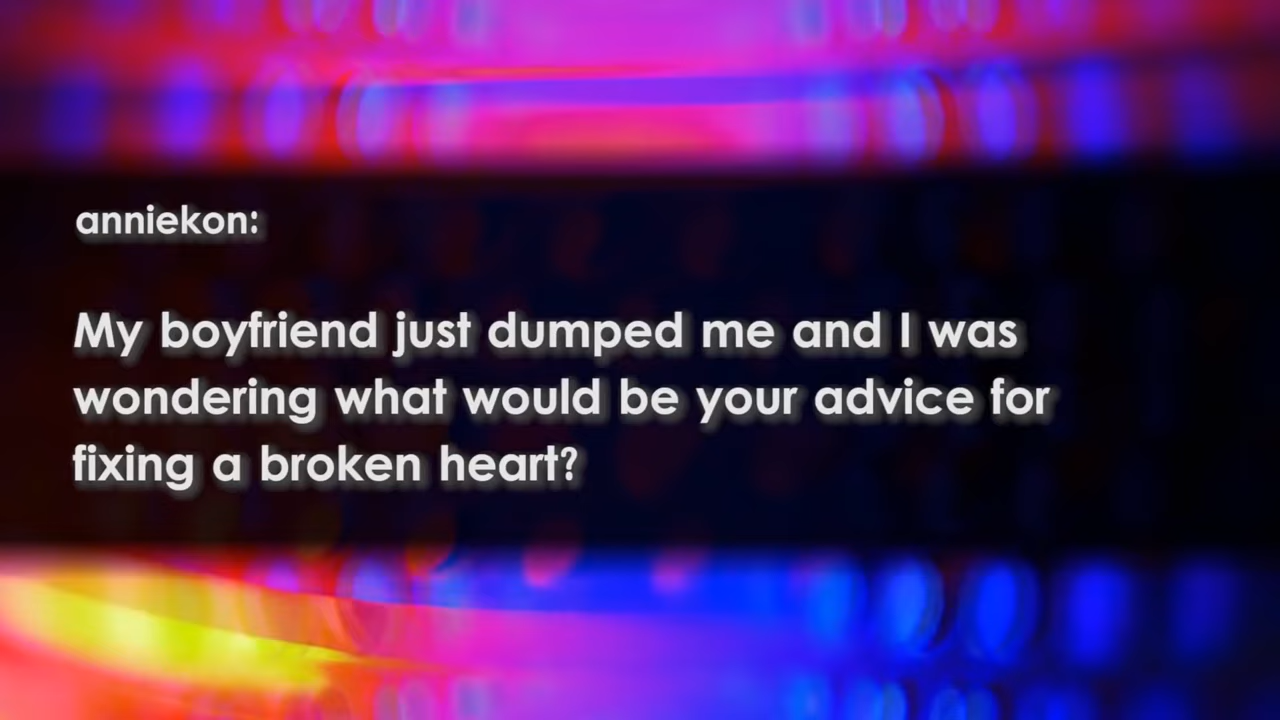 anniekon:
My boyfriend just dumped me and I was
wondering what would be your advice for
fixing a broken heart?